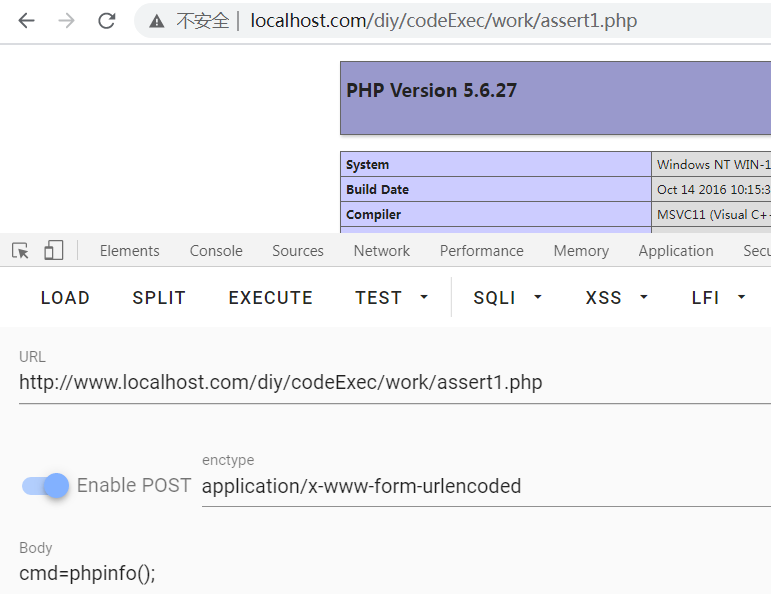 不安全 | localhost.com/diy/codeExec/work/assert1.php
PHP Version 5.6.27
System Windows NT WIN-1
Build Date Oct 14 2016 10:15:3
Compiler MSVC11 (Visual C+
Elements Console Sources Network Performance Memory Application Secu
LOAD SPLIT EXECUTE TEST SQLI XSS LFI
URL
http://www.localhost.com/diy/codeExec/work/assert1.php
enctype
Enable POST application/x-www-form-urlencoded
Body
cmd=phpinfo();